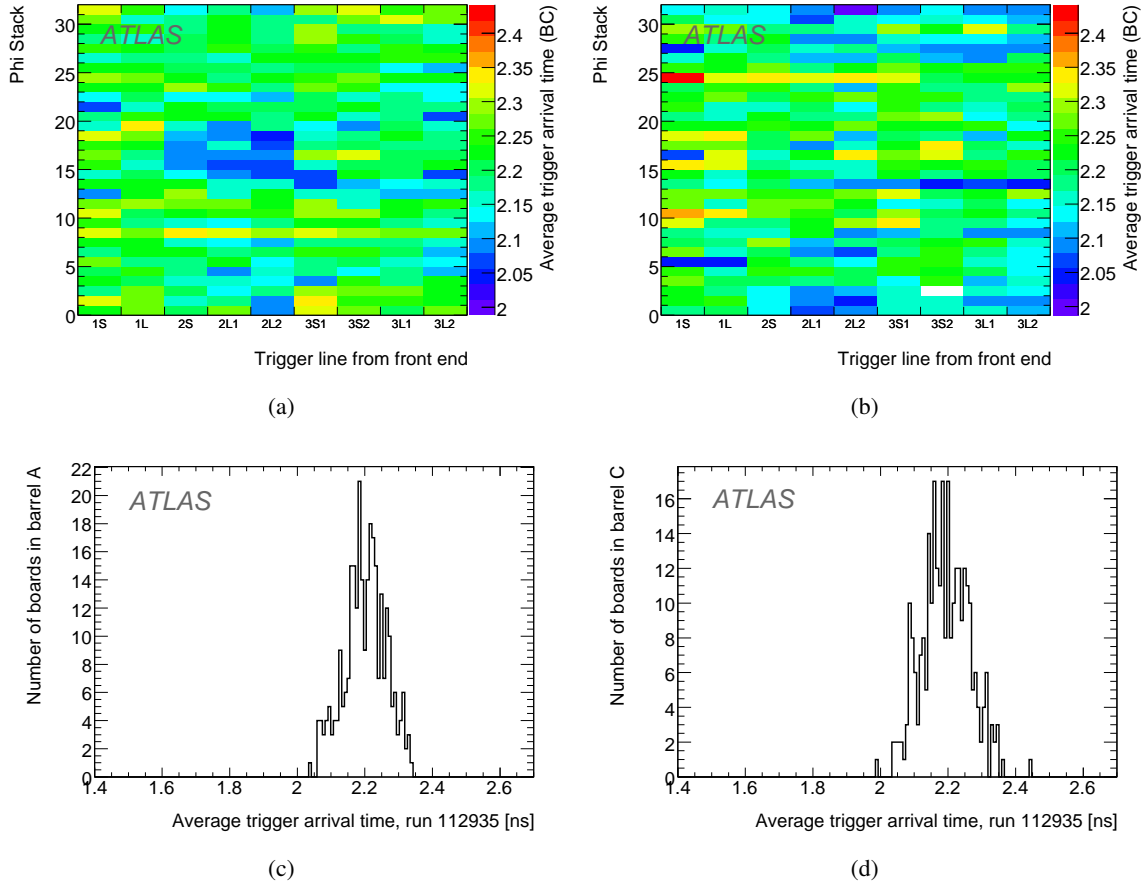 Phi Stack
30
25
20
15
10
5
0
ATLAS
1S 1L 2S 2L1 2L2 3S1 3S2 3L1 3L2
Trigger line from front end
2.4
2.35
2.3
2.25
2.2
2.15
2.1
2.05
2
Average trigger arrival time (BC)
(a)
Phi Stack
30
25
20
15
10
5
0
ATLAS
1S 1L 2S 2L1 2L2 3S1 3S2 3L1 3L2
Trigger line from front end
2.4
2.35
2.3
2.25
2.2
2.15
2.1
2.05
2
Average trigger arrival time (BC)
(b)
Number of boards in barrel A
22
20
18
16
14
12
10
8
6
4
2
0
ATLAS
1.4 1.6 1.8 2 2.2 2.4 2.6
Average trigger arrival time, run 112935 [ns]
(c)
Number of boards in barrel C
16
14
12
10
8
6
4
2
0
ATLAS
1.4 1.6 1.8 2 2.2 2.4 2.6
Average trigger arrival time, run 112935 [ns]
(d)